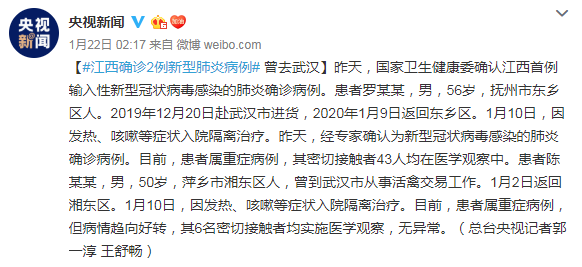 央视新闻
央视新闻
1月22日 02:17 来自 微博 weibo.com
【#江西确诊2例新型肺炎病例# 曾去武汉】昨天，国家卫生健康委确认江西首例
输入性新型冠状病毒感染的肺炎确诊病例。患者罗某某，男，56岁，抚州市东乡
区人。2019年12月20日赴武汉市进货，2020年1月9日返回东乡区。1月10日，因
发热、咳嗽等症状入院隔离治疗。昨天，经专家确认为新型冠状病毒感染的肺炎
确诊病例。目前，患者属重症病例，其密切接触者43人均在医学观察中。患者陈
某某，男，50岁，萍乡市湘东区人，曾到武汉市从事活禽交易工作。1月2日返回
湘东区。1月10日，因发热、咳嗽等症状入院隔离治疗。目前，患者属重症病例，
但病情趋向好转，其6名密切接触者均实施医学观察，无异常。（总台央视记者郭
一淳 王舒畅）